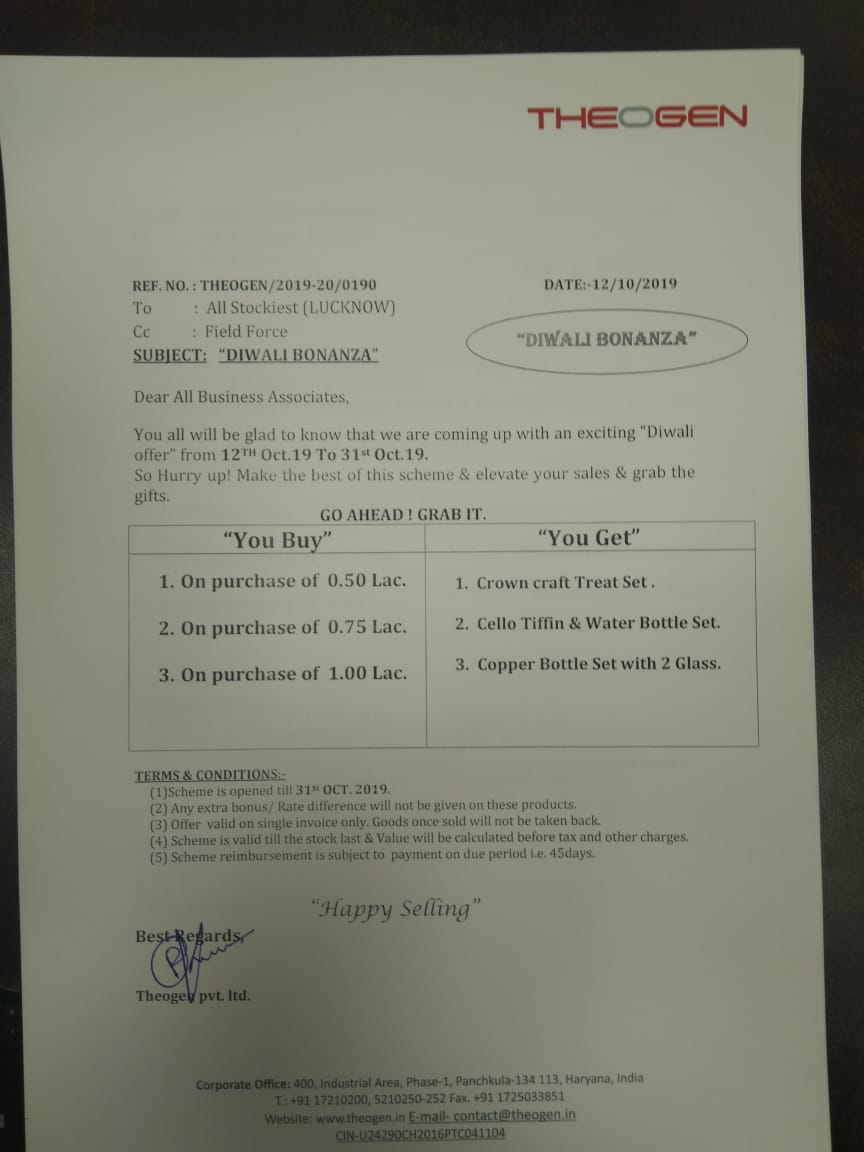 THEOGEN
REF. NO. : THEOGEN/2019-20/0190 DATE:-12/10/2019
To : All Stockiest (LUCKNOW)
Cc : Field Force
"DIWALI BONANZA"
SUBJECT: "DIWALI BONANZA"
Dear All Business Associates,
You all will be glad to know that we are coming up with an exciting "Diwali
offer" from 12TH Oct.19 To 31st Oct.19.
So Hurry up! Make the best of this scheme & elevate your sales & grab the
gifts.
GO AHEAD ! GRAB IT.
"You Buy" "You Get"
1. On purchase of 0.50 Lac. 1. Crown craft Treat Set .
2. On purchase of 0.75 Lac. 2. Cello Tiffin & Water Bottle Set.
3. On purchase of 1.00 Lac. 3. Copper Bottle Set with 2 Glass.
TERMS & CONDITIONS:-
(1)Scheme is opened till 31St OCT. 2019.
(2) Any extra bonus/ Rate difference will not be given on these products.
(3) Offer valid on single invoice only. Goods once sold will not be taken back.
(4) Scheme is valid till the stock last & Value will be calculated before tax and other charges.
(5) Scheme reimbursement is subject to payment on due period i.e. 45days.
"Happy Selling"
Best Regards,
Theogen pvt. ltd.
Corporate Office: 400, Industrial Area, Phase-1, Panchkula-134 113, Haryana, India
T.: +91 17210200, 5210250-252 Fax. +91 1725033851
Website: www.theogen.in E-mail- contact@theogen.in
CIN-U24290CH2016PTC041104